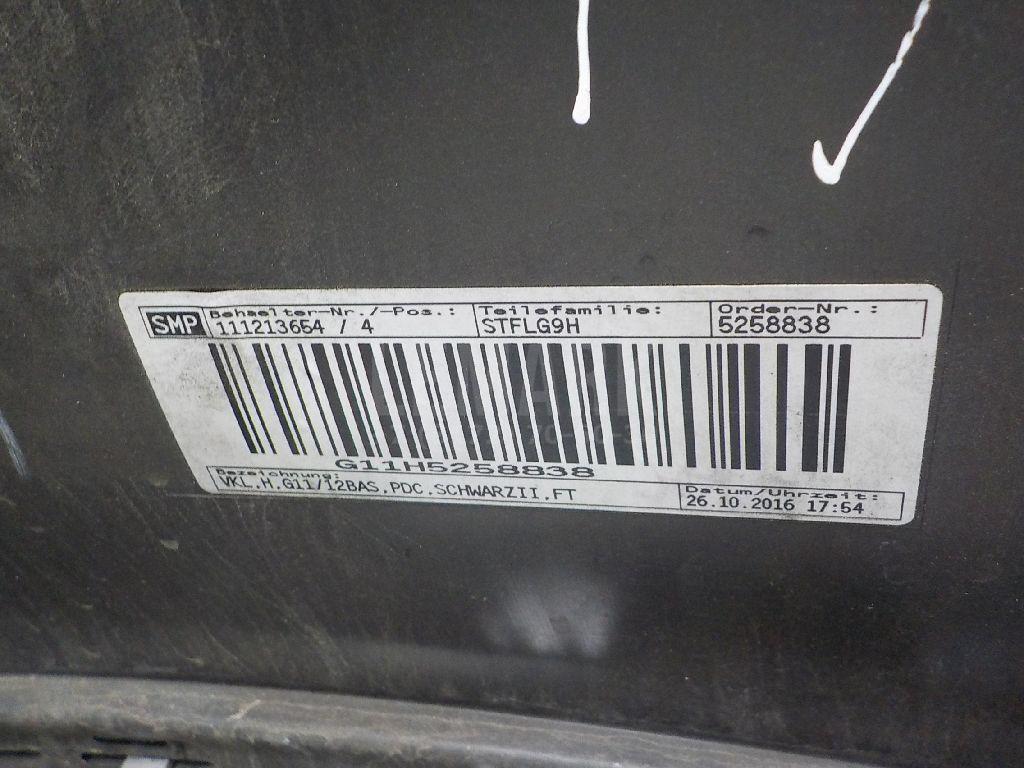 SMP
Behaelter-Nr./-Pos.:
111213654 / 4
Teilefamilie:
STFLG9H
Order-Nr.:
5258838
G11H5258838
Bezeichnung:
VKL.H.G11/12BAS,PDC.SCHWARZII,FT
Datum/Uhrzeit:
26.10.2016 17:54